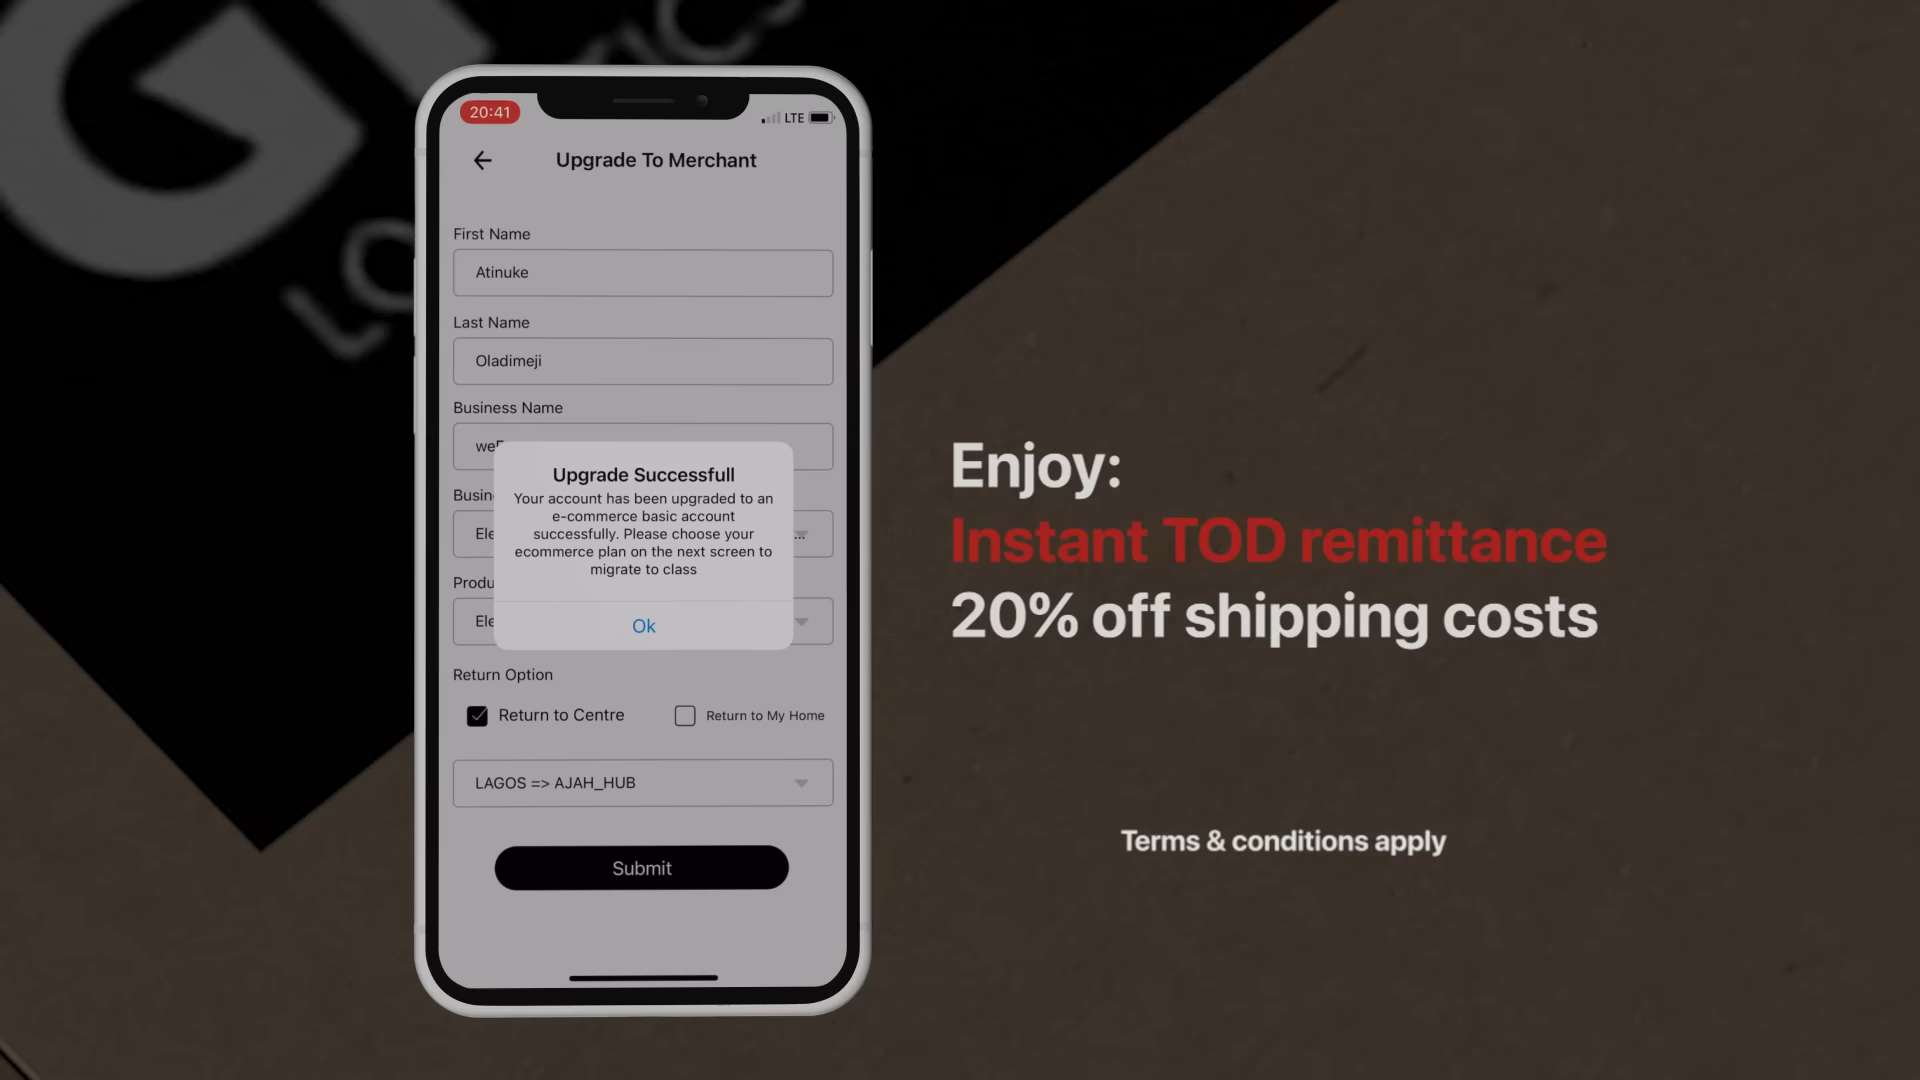 20:41
LTE
Upgrade To Merchant
First Name
Atinuke
Last Name
Oladimeji
Business Name
Upgrade Successfull
Your account has been upgraded to an
e-commerce basic account
successfully. Please choose your
ecommerce plan on the next screen to
migrate to class
Ok
Return Option
Return to Centre
Return to My Home
LAGOS => AJAH_HUB
Submit
Enjoy:
Instant TOD remittance
20% off shipping costs
Terms & conditions apply